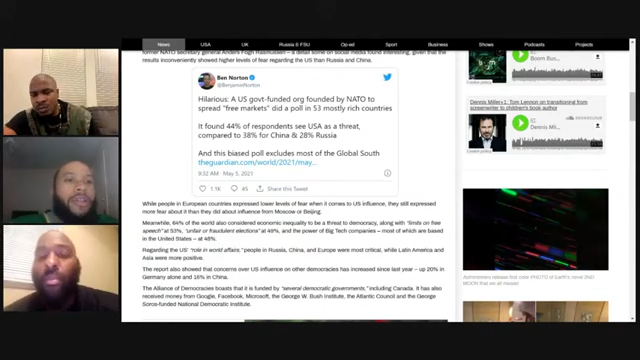 News USA UK Russia & FSU Op-ed Sport Business Shows Podcasts Projects
former NATO secretary general Anders Fogh Rasmussen – a detail some on social media found interesting, given that the
results inconveniently showed higher levels of fear regarding the US than Russia and China.
Ben Norton
@BenjaminNorton
Hilarious: A US govt-funded org founded by NATO to
spread "free markets" did a poll in 53 mostly rich countries
It found 44% of respondents see USA as a threat,
compared to 38% for China & 28% Russia
And this biased poll excludes most of the Global South
theguardian.com/world/2021/may...
9:32 AM · May 5, 2021
1.1K 45 Share this Tweet
While people in European countries expressed lower levels of fear when it comes to US influence, they still expressed
more fear about it than they did about influence from Moscow or Beijing.
Meanwhile, 64% of the world also considered economic inequality to be a threat to democracy, along with "limits on free
speech" at 53%, "unfair or fraudulent elections" at 49%, and the power of Big Tech companies – most of which are based
in the United States – at 48%.
Regarding the US' "role in world affairs," people in Russia, China, and Europe were most critical, while Latin America and
Asia were more positive.
The report also showed that concerns over US influence on other democracies has increased since last year – up 20% in
Germany alone and 16% in China.
The Alliance of Democracies boasts that it is funded by "several democratic governments," including Canada. It has also
received money from Google, Facebook, Microsoft, the George W. Bush Institute, the Atlantic Council and the George
Soros-funded National Democratic Institute.
Boom Bus...
Cookie policy
Dennis Miller+1: Tom Lennon on transitioning from
screenwriter to children's book author
SOUNDCLOUD
Dennis Mil...
Cookie policy
MOON that we all missed